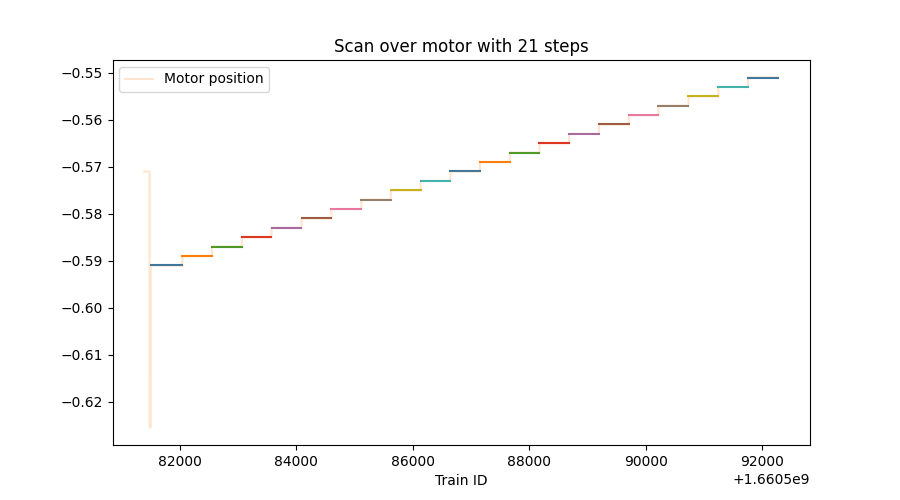 Scan over motor with 21 steps
Motor position
−0.55
−0.56
−0.57
−0.58
−0.59
−0.60
−0.61
−0.62
82000 84000 86000 88000 90000 92000
Train ID
+1.6605e9